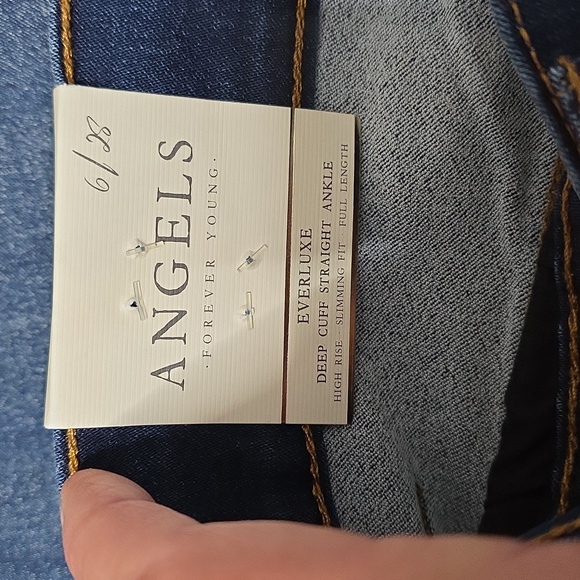 6/28
ANGELS
·FOREVER YOUNG·
EVERLUXE
DEEP CUFF STRAIGHT ANKLE
HIGH RISE SLIMMING FIT FULL LENGTH